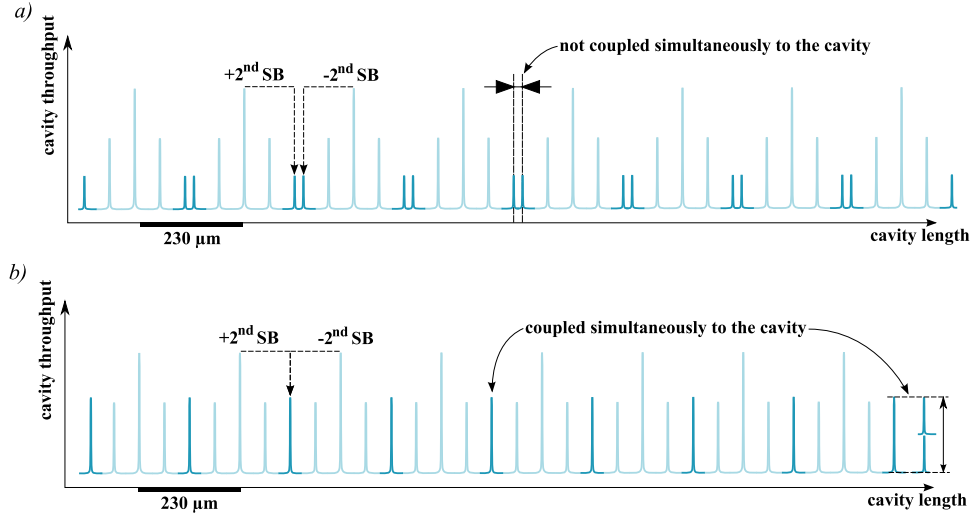 a)
cavity throughput
not coupled simultaneously to the cavity
+2nd SB
-2nd SB
230 µm
cavity length
b)
cavity throughput
+2nd SB
-2nd SB
coupled simultaneously to the cavity
230 µm
cavity length